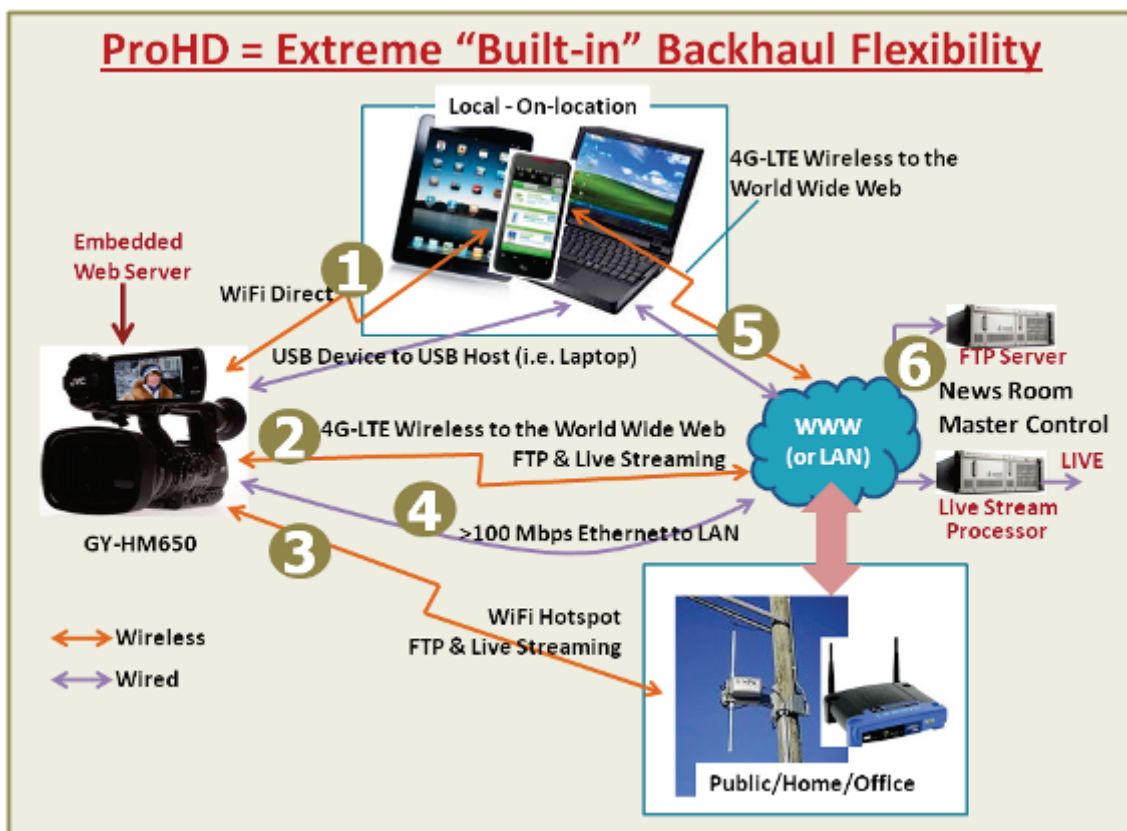 ProHD = Extreme “Built-in” Backhaul Flexibility
Local - On-location
4G-LTE Wireless to the
World Wide Web
Embedded
Web Server
1
WiFi Direct
5
6
USB Device to USB Host (i.e. Laptop)
FTP Server
News Room
Master Control
2
4G-LTE Wireless to the World Wide Web
FTP & Live Streaming
WWW
(or LAN)
LIVE
4
>100 Mbps Ethernet to LAN
Live Stream
Processor
GY-HM650
3
WiFi Hotspot
FTP & Live Streaming
Wireless
Wired
Public/Home/Office
JVC